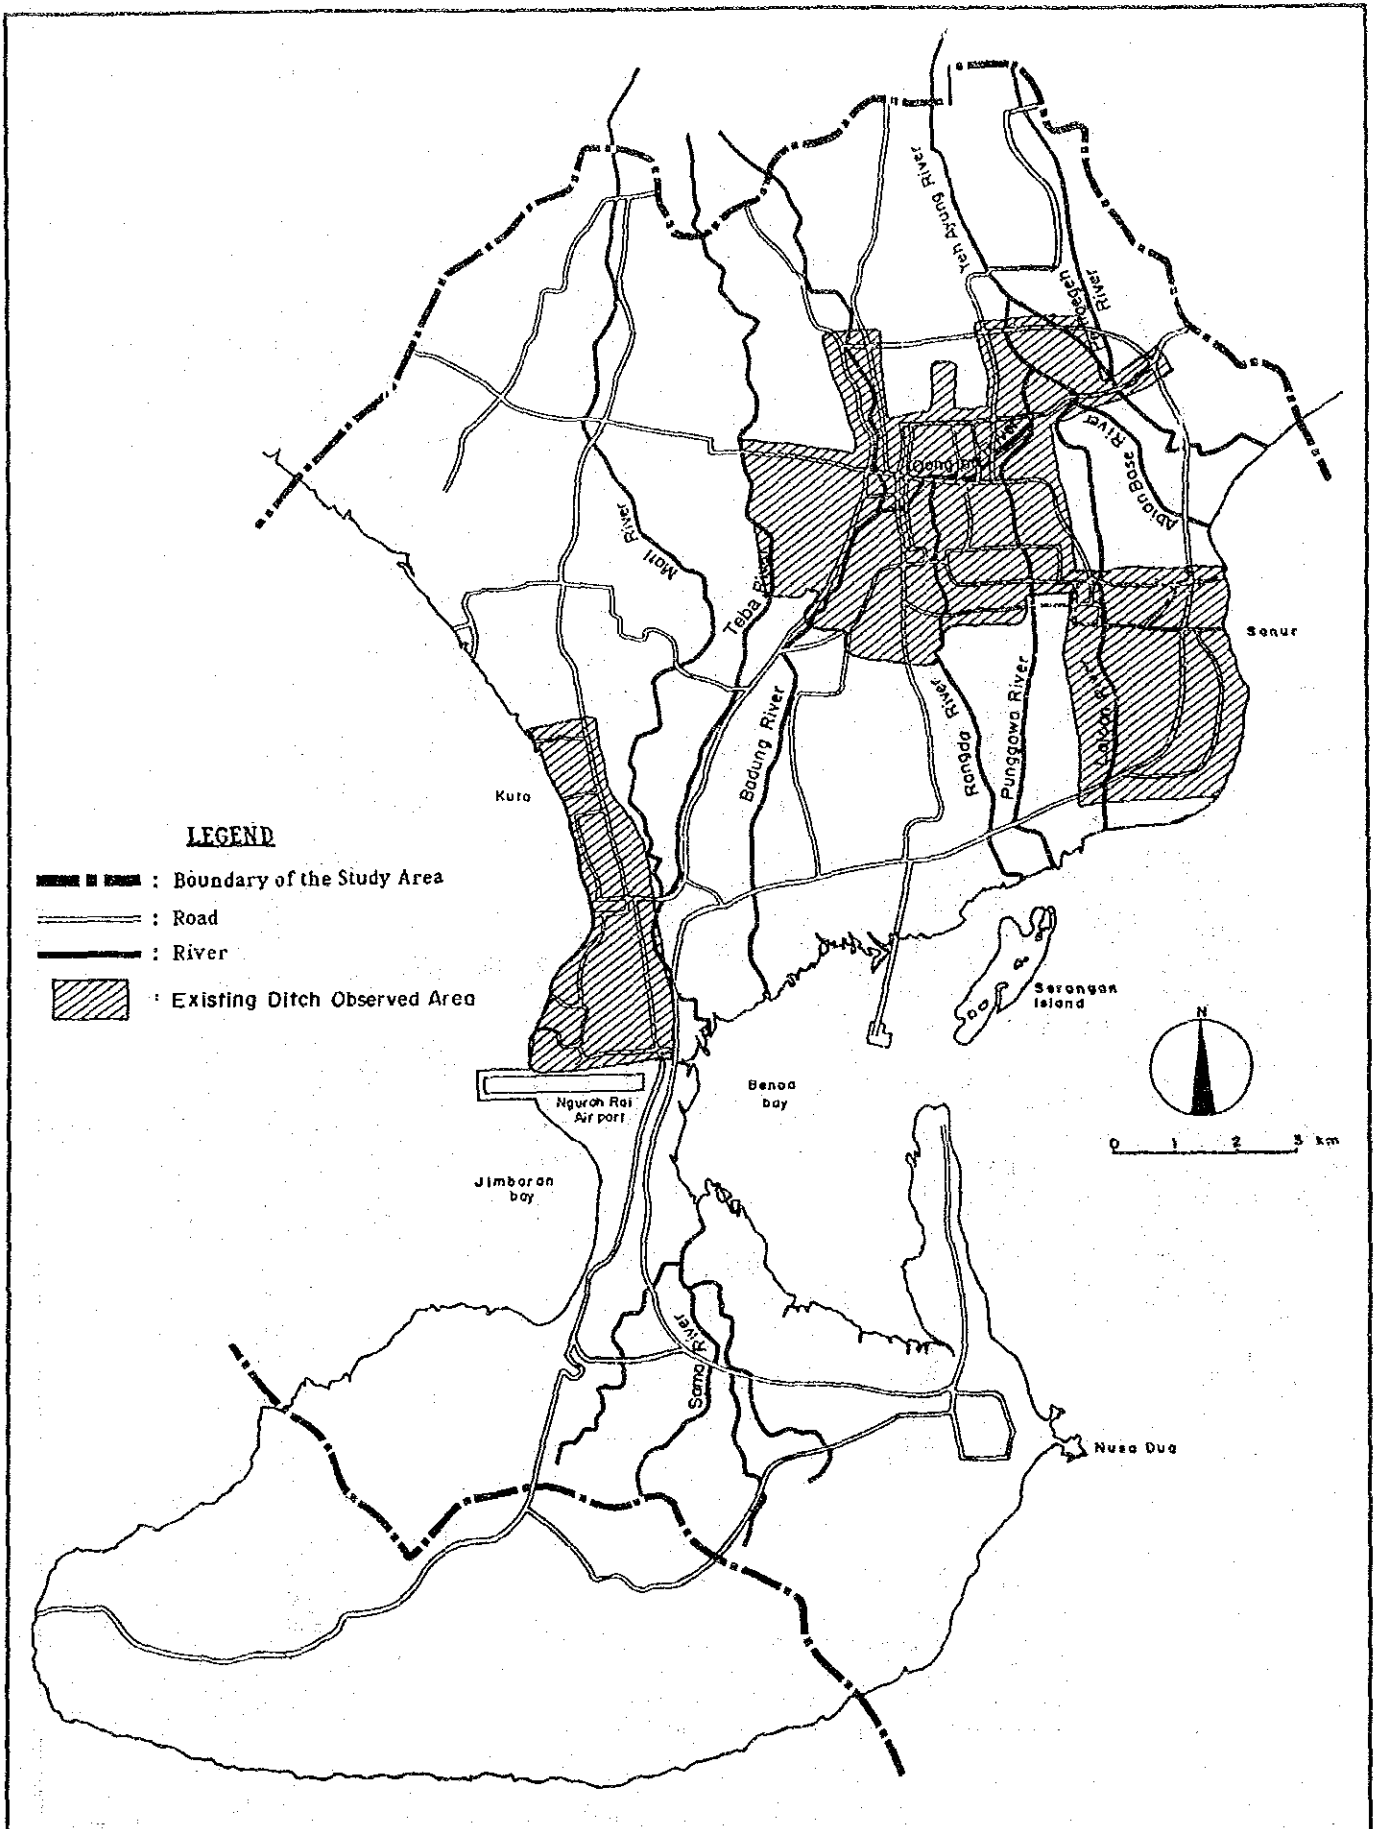 Yeh Ayung River
River
Abian Base River
Mati River
Teba River
Sanur
Badung River
Rangda River
Punggawa River
Kuta
LEGEND
: Boundary of the Study Area
: Road
: River
: Existing Ditch Observed Area
Serangan
Island
N
Benoa
bay
Ngurah Rai
Air port
0 1 2 3 km
Jimbaran
bay
Sama River
Nusa Dua